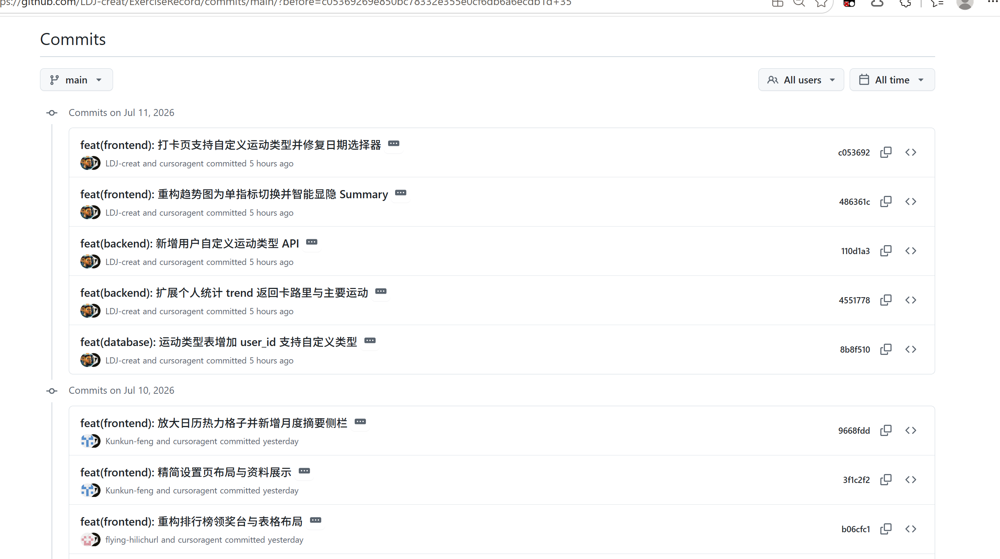 ps://github.com/LDJ-creat/ExerciseRecord/commits/main/?before=c05369269e850bc78332e355e0cf6db6a6ecdb1d+35
Commits
main
All users
All time
Commits on Jul 11, 2026
feat(frontend): 打卡页支持自定义运动类型并修复日期选择器
LDJ-creat and cursoragent committed 5 hours ago
c053692
feat(frontend): 重构趋势图为单指标切换并智能显隐 Summary
LDJ-creat and cursoragent committed 5 hours ago
486361c
feat(backend): 新增用户自定义运动类型 API
LDJ-creat and cursoragent committed 5 hours ago
110d1a3
feat(backend): 扩展个人统计 trend 返回卡路里与主要运动
LDJ-creat and cursoragent committed 5 hours ago
4551778
feat(database): 运动类型表增加 user_id 支持自定义类型
LDJ-creat and cursoragent committed 5 hours ago
8b8f510
Commits on Jul 10, 2026
feat(frontend): 放大日历热力格子并新增月度摘要侧栏
Kunkun-feng and cursoragent committed yesterday
9668fdd
feat(frontend): 精简设置页布局与资料展示
Kunkun-feng and cursoragent committed yesterday
3f1c2f2
feat(frontend): 重构排行榜领奖台与表格布局
flying-hilichurl and cursoragent committed yesterday
b06cfc1